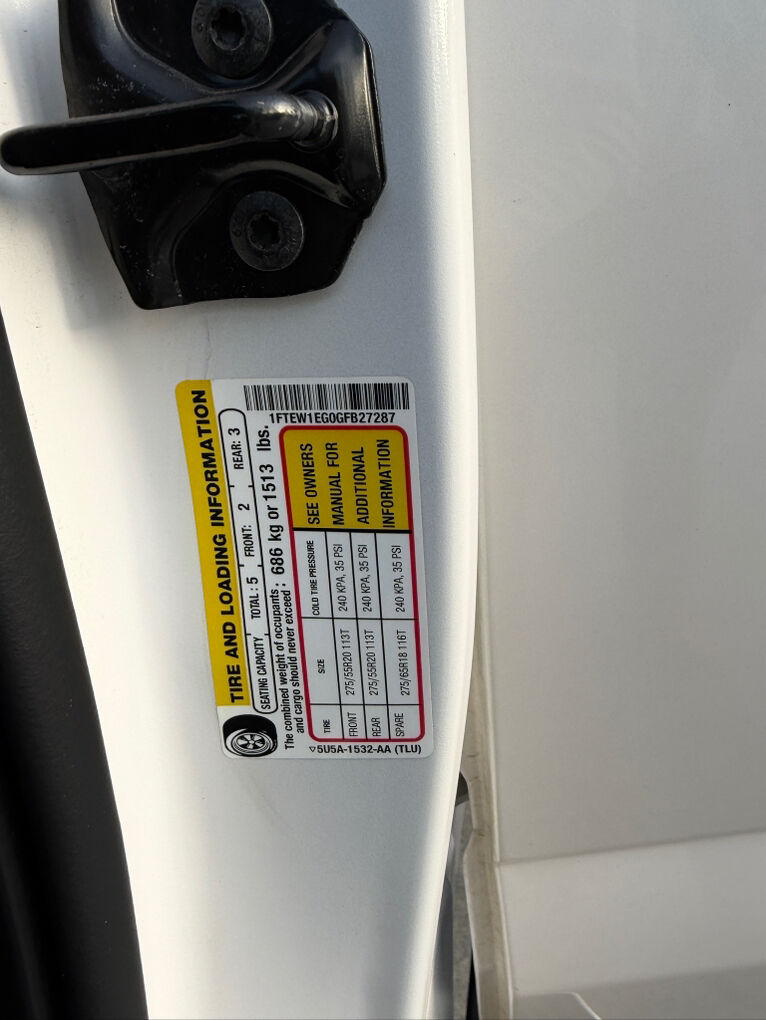 TIRE AND LOADING INFORMATION
SEATING CAPACITY TOTAL: 5 FRONT: 2 REAR: 3
The combined weight of occupants
and cargo should never exceed: 686 kg or 1513 lbs.
TIRE SIZE COLD TIRE PRESSURE
FRONT 275/55R20 113T 240 KPA, 35 PSI
REAR 275/55R20 113T 240 KPA, 35 PSI
SPARE 275/65R18 116T 240 KPA, 35 PSI
SEE OWNERS
MANUAL FOR
ADDITIONAL
INFORMATION
1FTEW1EG0GFB27287
▽5U5A-1532-AA (TLU)